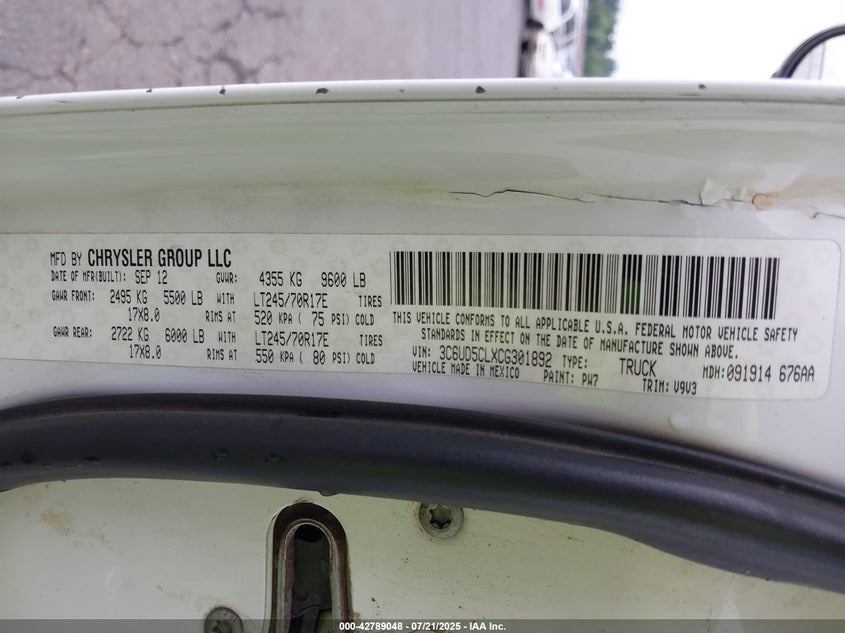 MFD BY CHRYSLER GROUP LLC
DATE OF MFR(BUILT): SEP 12 GVWR: 4355 KG 9600 LB
GAWR FRONT: 2495 KG 5500 LB WITH LT245/70R17E TIRES
17X8.0 RIMS AT 520 KPA ( 75 PSI) COLD
GAWR REAR: 2722 KG 6000 LB WITH LT245/70R17E TIRES
17X8.0 RIMS AT 550 KPA ( 80 PSI) COLD
THIS VEHICLE CONFORMS TO ALL APPLICABLE U.S.A. FEDERAL MOTOR VEHICLE SAFETY
STANDARDS IN EFFECT ON THE DATE OF MANUFACTURE SHOWN ABOVE.
VIN: 3C6UD5CLXCG301892 TYPE: TRUCK MDH:091914 676AA
VEHICLE MADE IN MEXICO PAINT: PW7 TRIM: V9V3
000-42789048 - 07/21/2025 - IAA Inc.